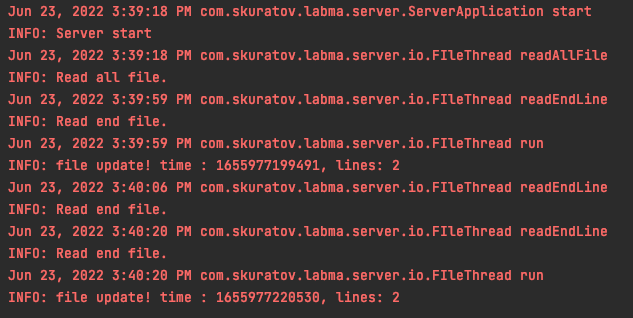 Jun 23, 2022 3:39:18 PM com.skuratov.labma.server.ServerApplication start
INFO: Server start
Jun 23, 2022 3:39:18 PM com.skuratov.labma.server.io.FIleThread readAllFile
INFO: Read all file.
Jun 23, 2022 3:39:59 PM com.skuratov.labma.server.io.FIleThread readEndLine
INFO: Read end file.
Jun 23, 2022 3:39:59 PM com.skuratov.labma.server.io.FIleThread run
INFO: file update! time : 1655977199491, lines: 2
Jun 23, 2022 3:40:06 PM com.skuratov.labma.server.io.FIleThread readEndLine
INFO: Read end file.
Jun 23, 2022 3:40:20 PM com.skuratov.labma.server.io.FIleThread readEndLine
INFO: Read end file.
Jun 23, 2022 3:40:20 PM com.skuratov.labma.server.io.FIleThread run
INFO: file update! time : 1655977220530, lines: 2